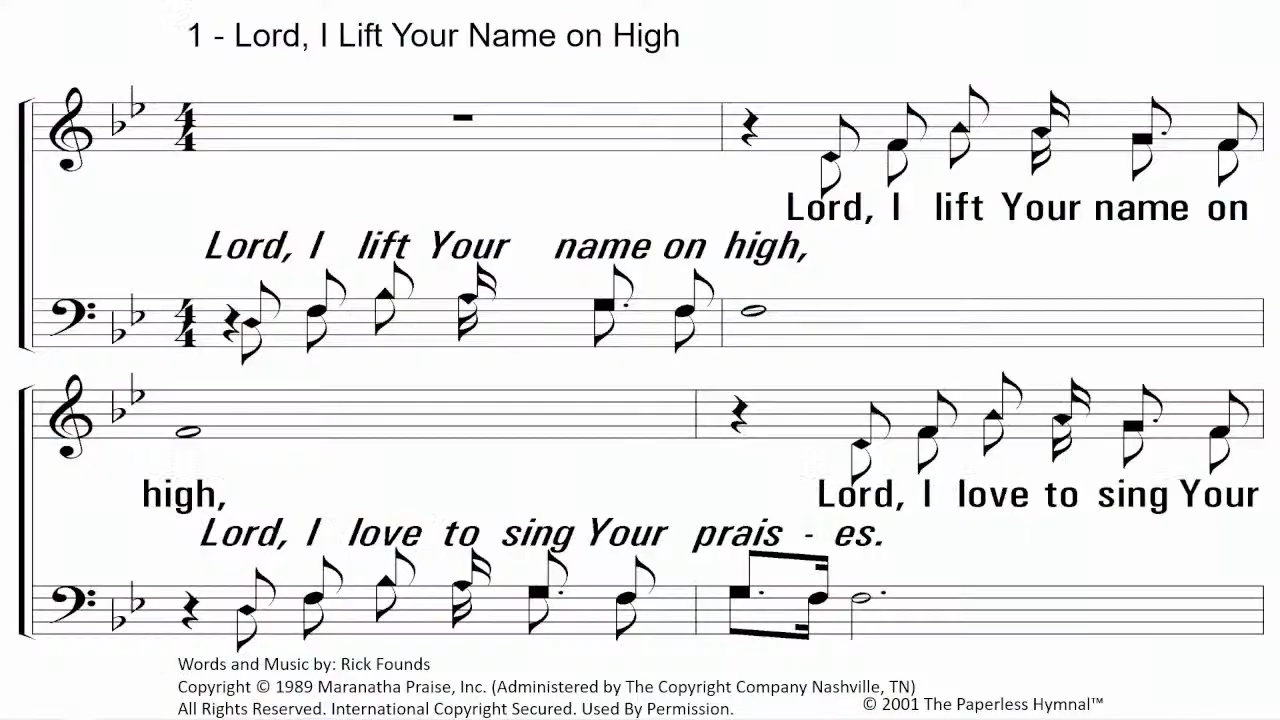 1 - Lord, I Lift Your Name on High
Lord, I lift Your name on
Lord, I lift Your name on high,
high,
Lord, I love to sing Your
Lord, I love to sing Your prais - es.
Words and Music by: Rick Founds
Copyright © 1989 Maranatha Praise, Inc. (Administered by The Copyright Company Nashville, TN)
All Rights Reserved. International Copyright Secured. Used By Permission.
© 2001 The Paperless Hymnal™